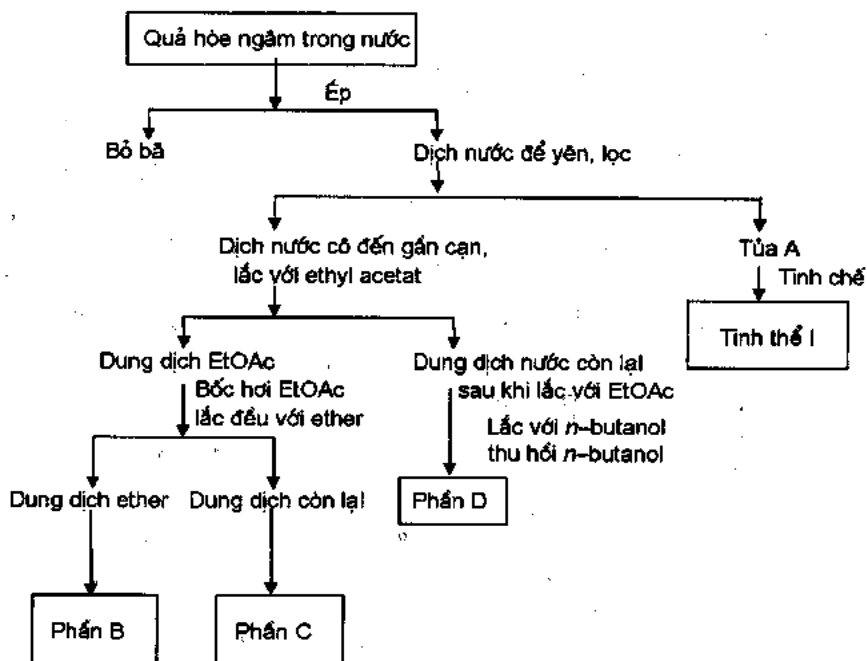 Quả hòe ngâm trong nước
Ép
Bỏ bã
Dịch nước để yên, lọc
Dịch nước cô đến gần cạn,
lắc với ethyl acetat
Tủa A
Tinh chế
Tinh thể I
Dung dịch EtOAc
Bốc hơi EtOAc
lắc đều với ether
Dung dịch nước còn lại
sau khi lắc với EtOAc
Lắc với n–butanol
thu hồi n–butanol
Dung dịch ether
Dung dịch còn lại
Phần D
Phần B
Phần C